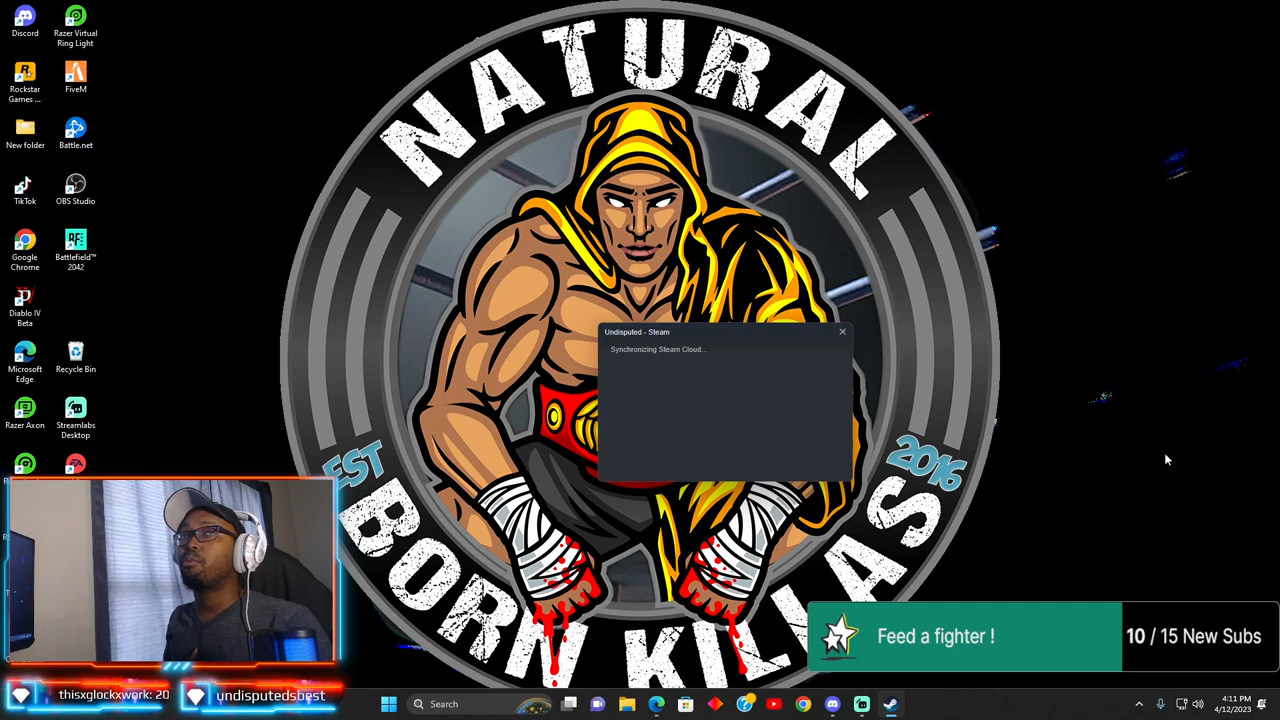 Discord
Razer Virtual
Ring Light
Rockstar
Games ...
FiveM
New folder
Battle.net
TikTok
OBS Studio
Google
Chrome
Battlefield™
2042
Diablo IV
Beta
Microsoft
Edge
Recycle Bin
Razer Axon
Streamlabs
Desktop
NATURAL
BORN KILLAS
EST
2016
Undisputed - Steam
Synchronizing Steam Cloud...
Feed a fighter !
10 / 15 New Subs
thisxglockxwork: 20
undisputedsbest
Search
4:11 PM
4/12/2023